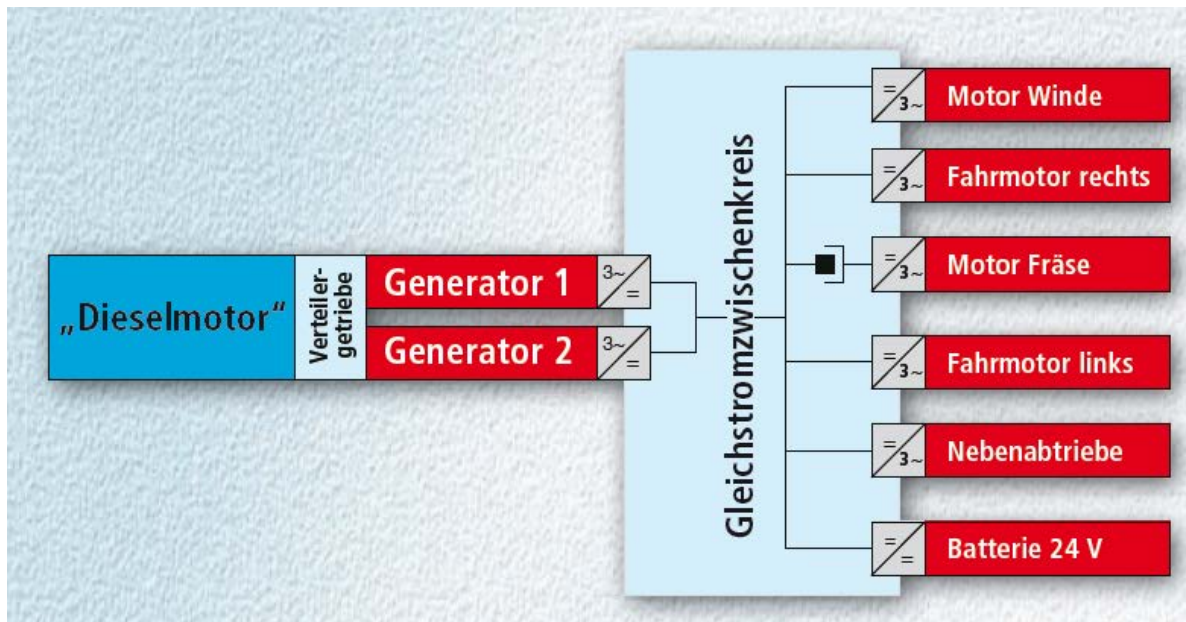 „Dieselmotor“
Verteiler-
getriebe
Generator 1
3~
=
Generator 2
3~
=
Gleichstromzwischenkreis
=
3~
Motor Winde
=
3~
Fahrmotor rechts
=
3~
Motor Fräse
=
3~
Fahrmotor links
=
3~
Nebenabtriebe
=
=
Batterie 24 V